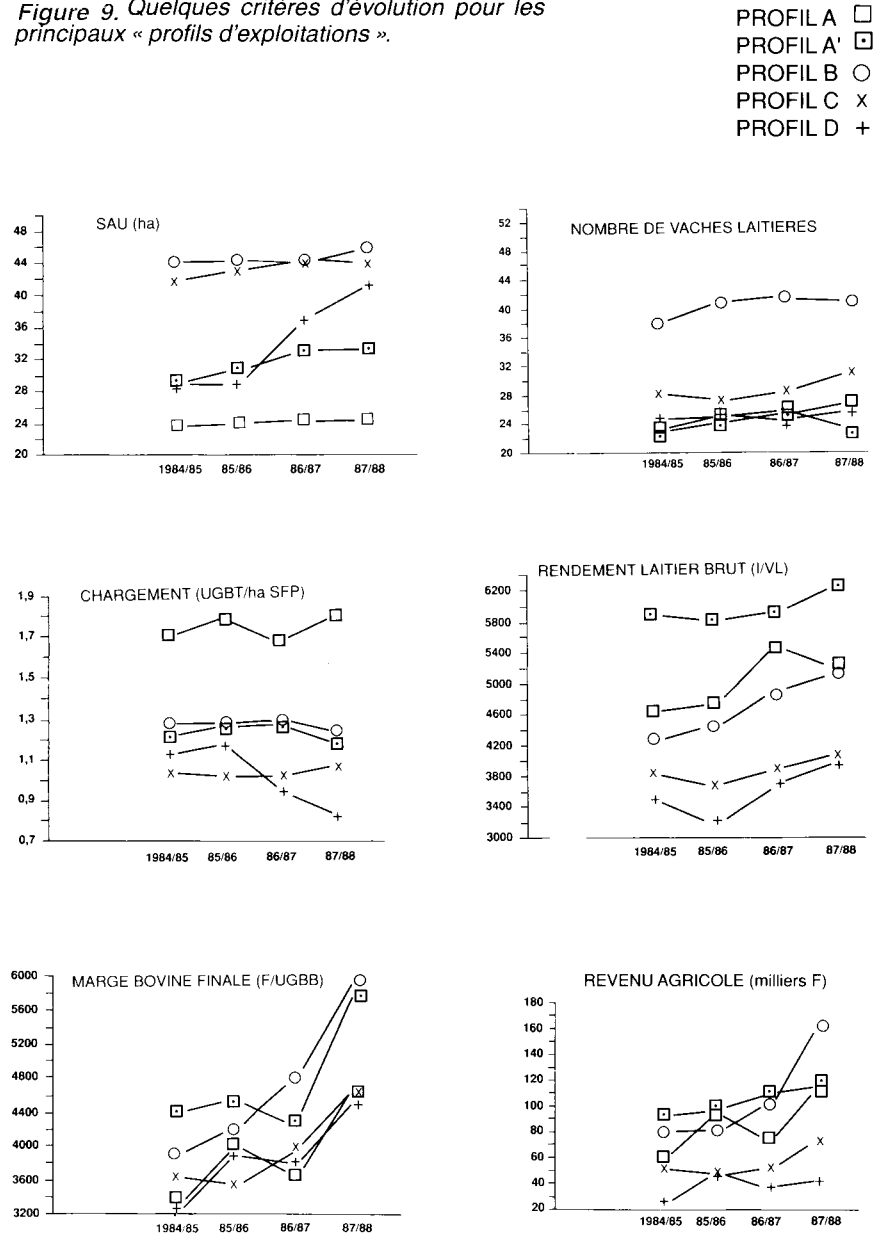 Figure 9. Quelques critères d'évolution pour les
principaux « profils d'exploitations ».
PROFIL A □
PROFIL A' ⊡
PROFIL B ○
PROFIL C x
PROFIL D +
SAU (ha)
48
44
40
36
32
28
24
20
1984/85 85/86 86/87 87/88
NOMBRE DE VACHES LAITIERES
52
48
44
40
36
32
28
24
20
1984/85 85/86 86/87 87/88
CHARGEMENT (UGBT/ha SFP)
1,9
1,7
1,5
1,3
1,1
0,9
0,7
1984/85 85/86 86/87 87/88
RENDEMENT LAITIER BRUT (l/VL)
6200
5800
5400
5000
4600
4200
3800
3400
3000
1984/85 85/86 86/87 87/88
MARGE BOVINE FINALE (F/UGBB)
6000
5600
5200
4800
4400
4000
3600
3200
1984/85 85/86 86/87 87/88
REVENU AGRICOLE (milliers F)
180
160
140
120
100
80
60
40
20
1984/85 85/86 86/87 87/88